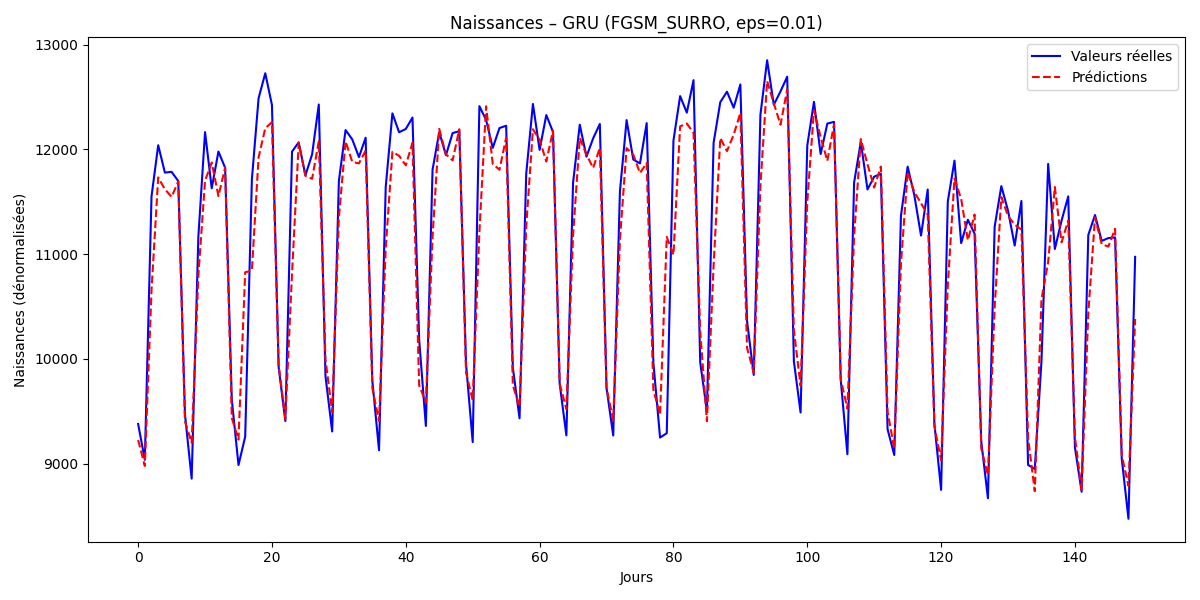 Naissances – GRU (FGSM_SURRO, eps=0.01)
Valeurs réelles
Prédictions
Naissances (dénormalisées)
13000
12000
11000
10000
9000
0 20 40 60 80 100 120 140
Jours